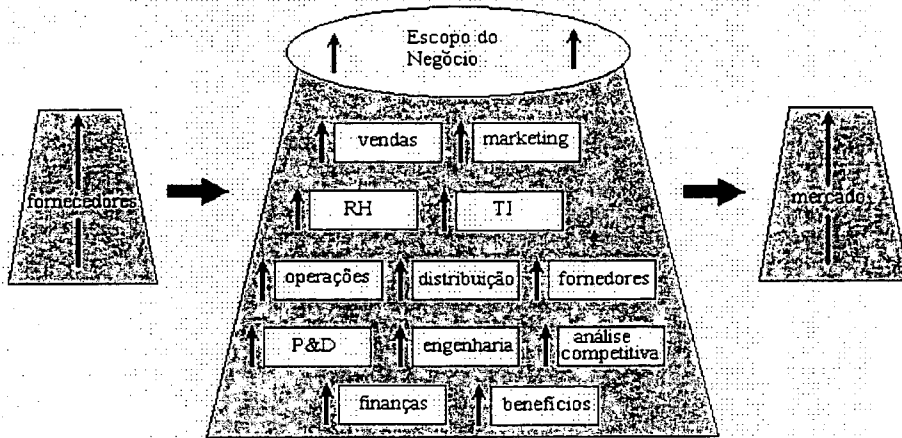 Escopo do
Negócio
vendas
marketing
fornecedores
RH
TI
mercado
operações
distribuição
fornedores
P&D
engenharia
análise
competitiva
finanças
benefícios